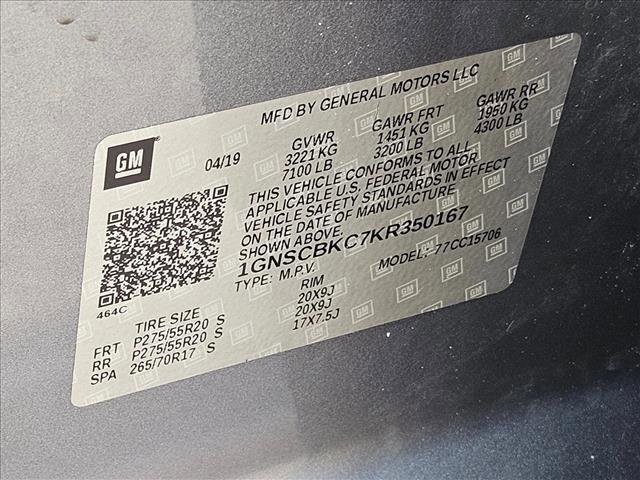 MFD BY GENERAL MOTORS LLC
GM
04/19
GVWR GAWR FRT GAWR RR
3221 KG 1451 KG 1950 KG
7100 LB 3200 LB 4300 LB
THIS VEHICLE CONFORMS TO ALL
APPLICABLE U.S. FEDERAL MOTOR
VEHICLE SAFETY STANDARDS IN EFFECT
ON THE DATE OF MANUFACTURE
SHOWN ABOVE.
1GNSCBKC7KR350167
TYPE: M.P.V. MODEL: 77CC15706
464C
TIRE SIZE RIM
FRT P275/55R20 S 20X9J
RR P275/55R20 S 20X9J
SPA 265/70R17 S 17X7.5J